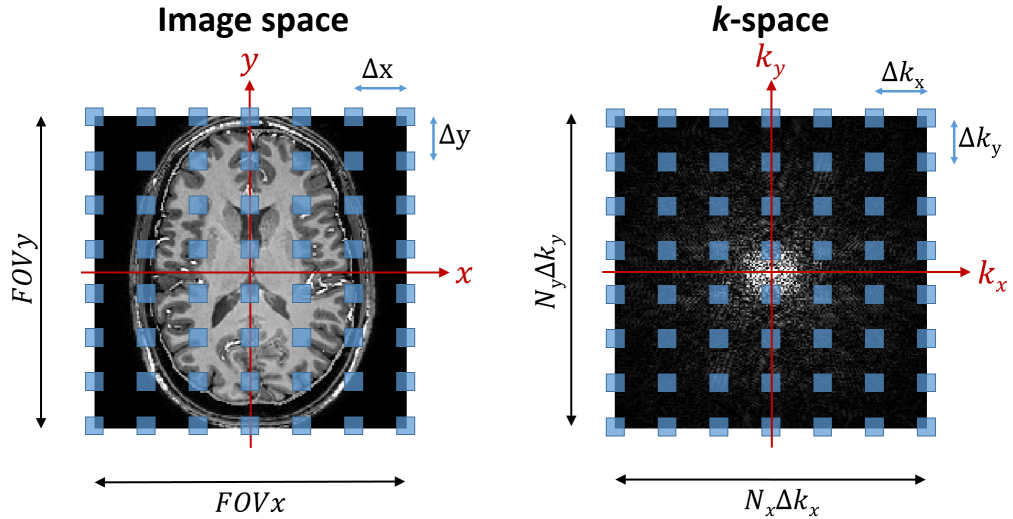 Image space
k-space
y
Δx
Δy
x
FOVy
FOVx
k_y
Δk_x
Δk_y
k_x
N_yΔk_y
N_xΔk_x